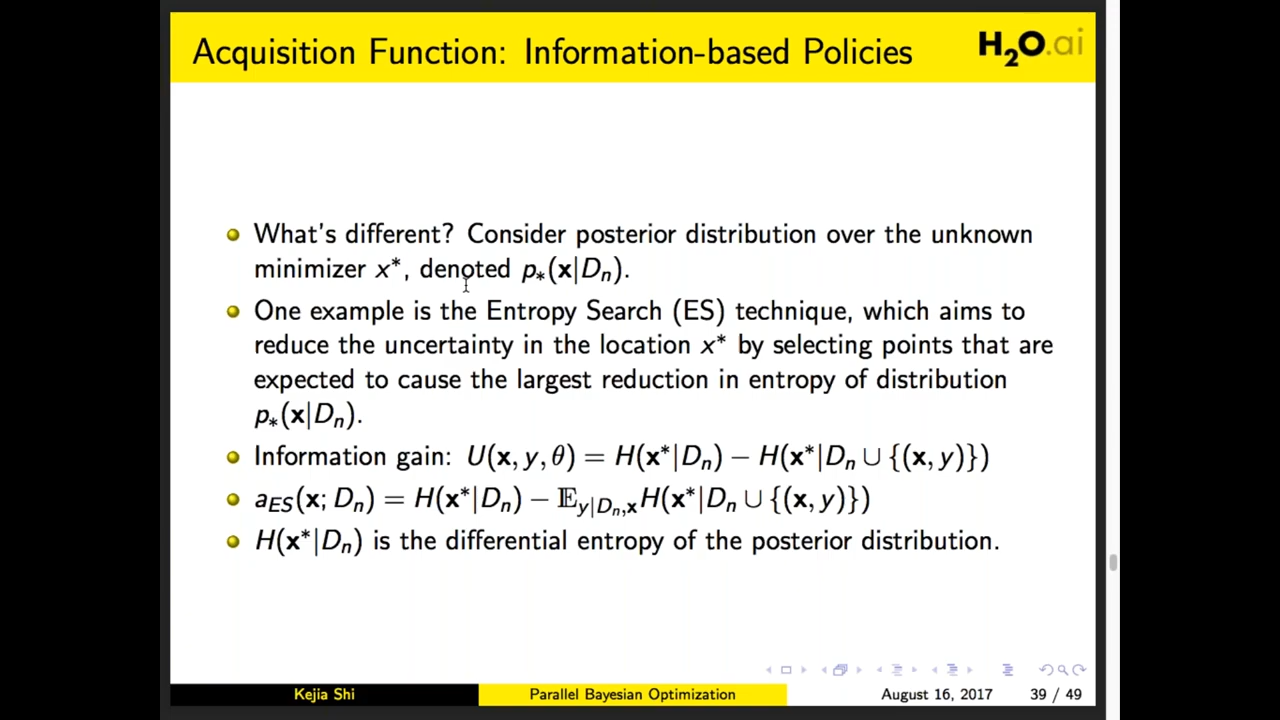 Acquisition Function: Information-based Policies
H₂O.ai
What's different? Consider posterior distribution over the unknown
minimizer x*, denoted p∗(x|Dₙ).
One example is the Entropy Search (ES) technique, which aims to
reduce the uncertainty in the location x* by selecting points that are
expected to cause the largest reduction in entropy of distribution
p∗(x|Dₙ).
Information gain: U(x, y, θ) = H(x*|Dₙ) − H(x*|Dₙ ∪ {(x, y)})
a_ES(x; Dₙ) = H(x*|Dₙ) − 𝔼_{y|Dₙ,x}H(x*|Dₙ ∪ {(x, y)})
H(x*|Dₙ) is the differential entropy of the posterior distribution.
Kejia Shi
Parallel Bayesian Optimization
August 16, 2017
39 / 49